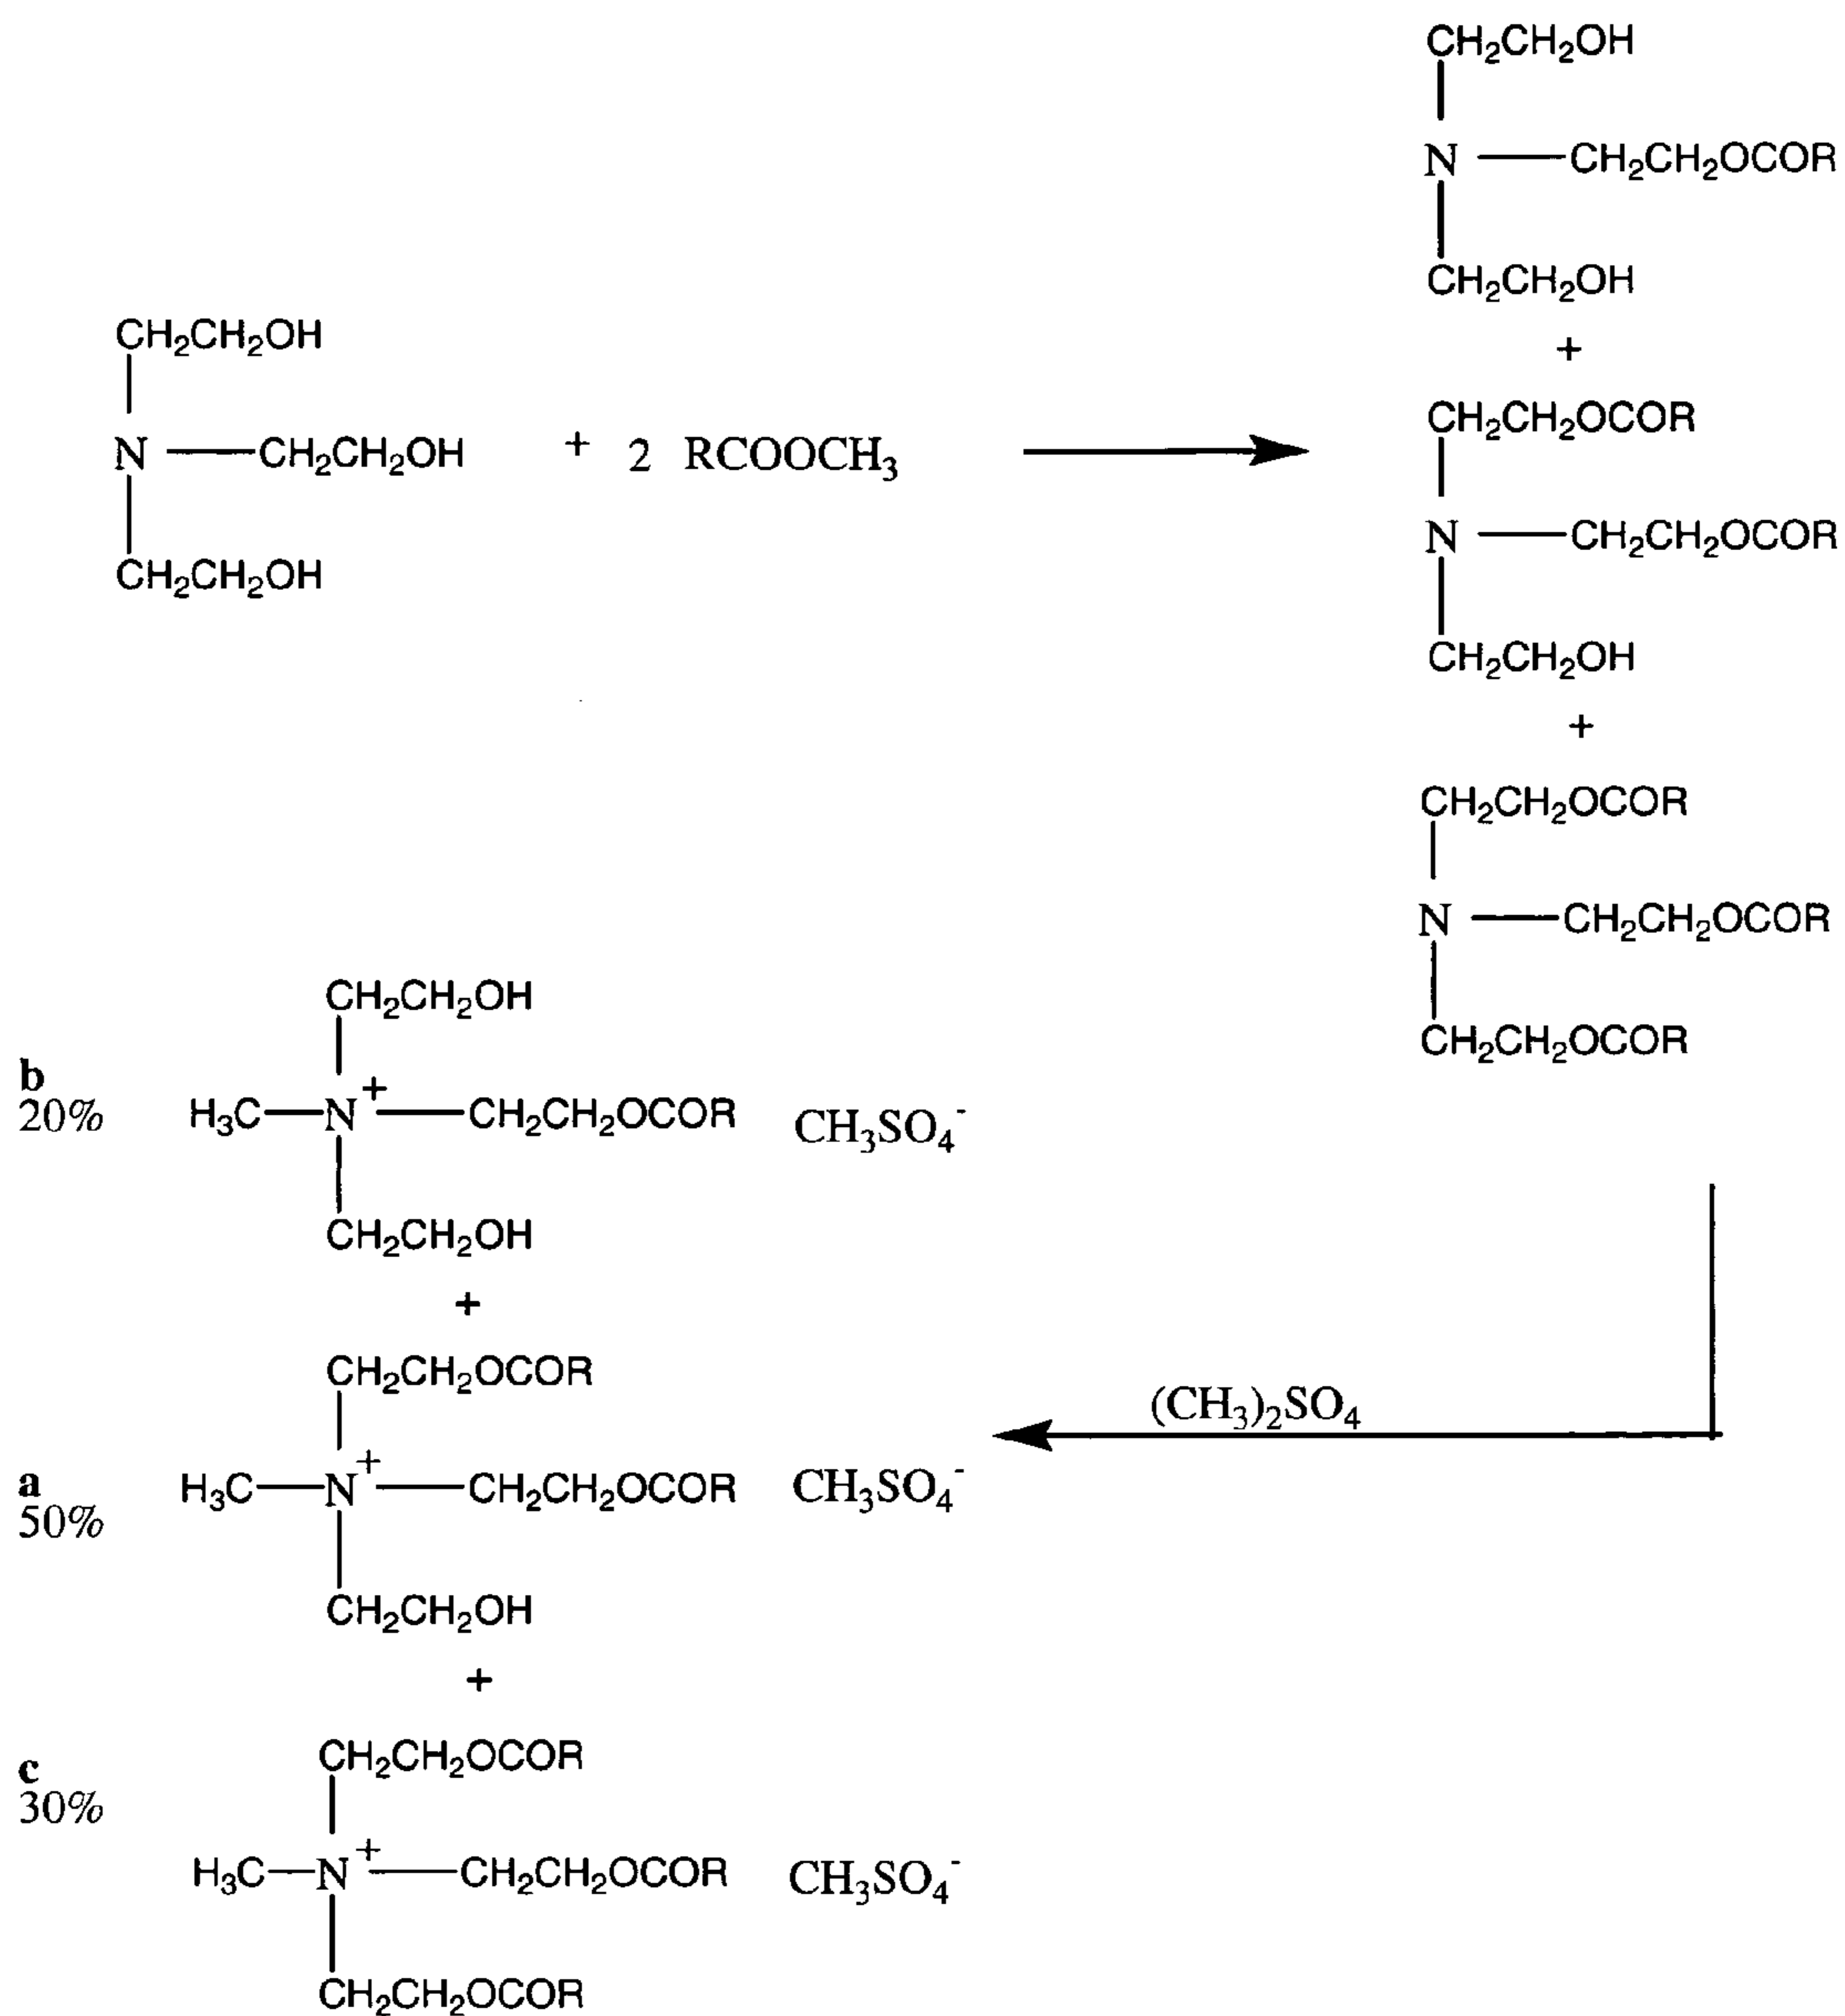 CH₂CH₂OH
N CH₂CH₂OCOR
CH₂CH₂OH
+
CH₂CH₂OH
N CH₂CH₂OH + 2 RCOOCH₃
CH₂CH₂OH
CH₂CH₂OCOR
N CH₂CH₂OCOR
CH₂CH₂OH
+
CH₂CH₂OCOR
N CH₂CH₂OCOR
CH₂CH₂OCOR
(CH₃)₂SO₄
b
20%
CH₂CH₂OH
H₃C N⁺ CH₂CH₂OCOR CH₃SO₄⁻
CH₂CH₂OH
+
a
50%
CH₂CH₂OCOR
H₃C N⁺ CH₂CH₂OCOR CH₃SO₄⁻
CH₂CH₂OH
+
c
30%
CH₂CH₂OCOR
H₃C N⁺ CH₂CH₂OCOR CH₃SO₄⁻
CH₂CH₂OCOR